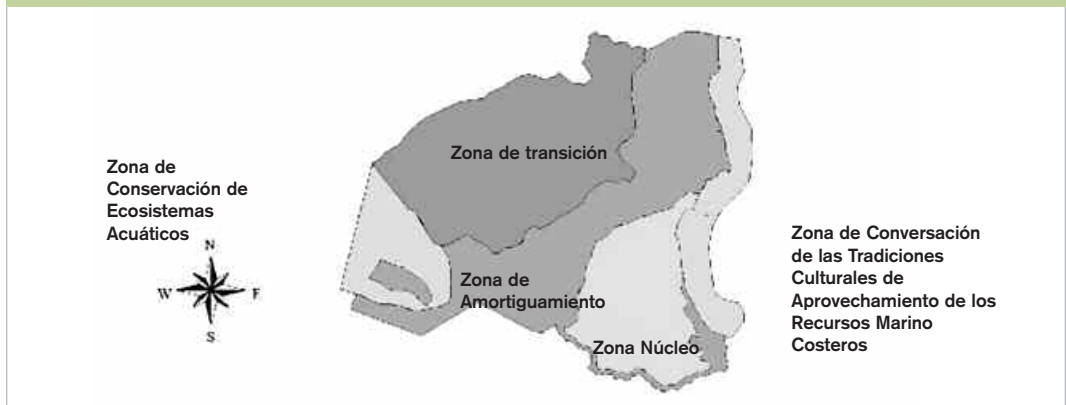 Zona de transición
Zona de
Conservación de
Ecosistemas
Acuáticos
N
W
E
S
Zona de Conversación
de las Tradiciones
Culturales de
Aprovechamiento de los
Recursos Marino
Costeros
Zona de
Amortiguamiento
Zona Núcleo